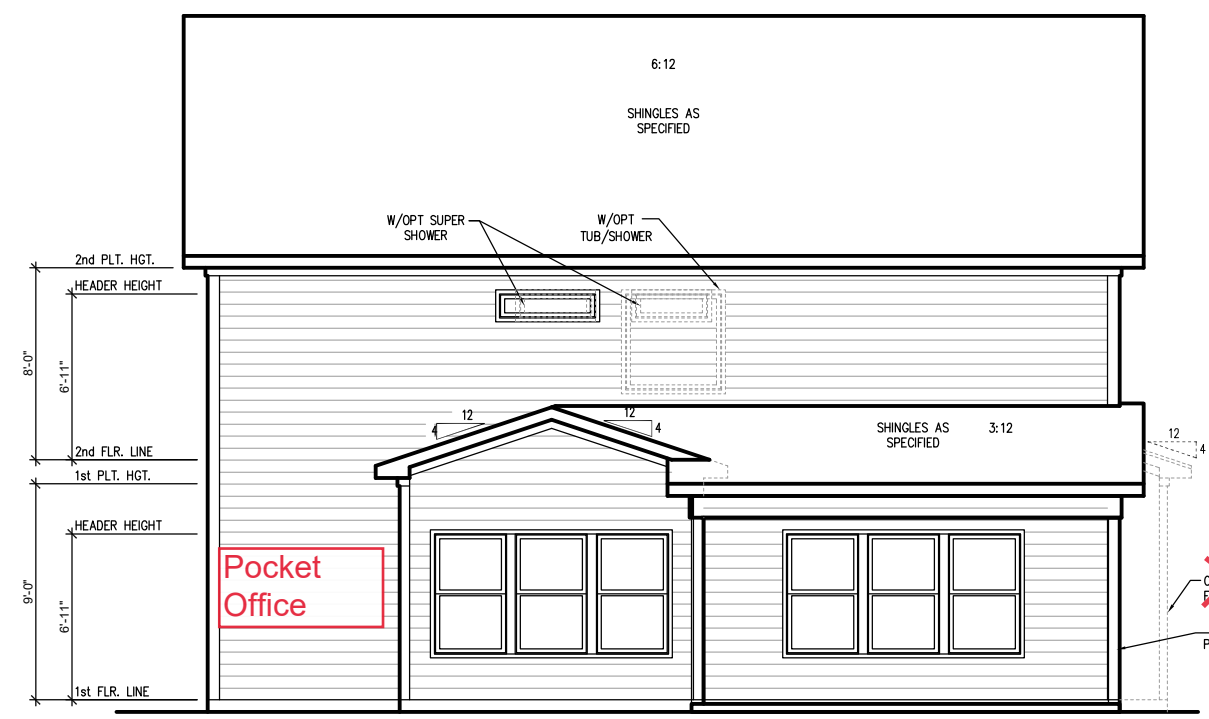 6:12
SHINGLES AS
SPECIFIED
W/OPT SUPER
SHOWER
W/OPT
TUB/SHOWER
2nd PLT. HGT.
HEADER HEIGHT
8'-0"
6'-11"
2nd FLR. LINE
1st PLT. HGT.
12
4
12
4
SHINGLES AS
SPECIFIED
3:12
12
4
HEADER HEIGHT
9'-0"
6'-11"
Pocket
Office
1st FLR. LINE